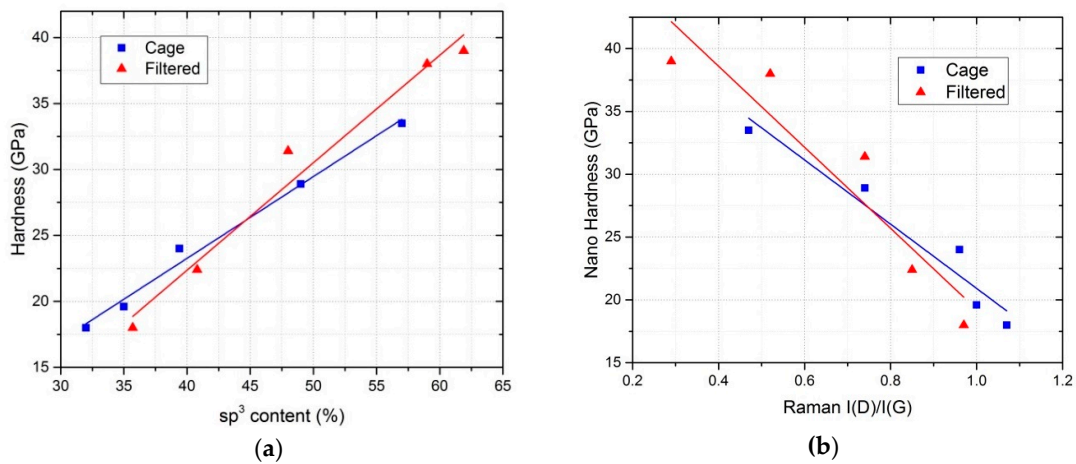 40
35
30
25
20
15
Hardness (GPa)
Cage
Filtered
30 35 40 45 50 55 60 65
sp³ content (%)
(a)
40
35
30
25
20
15
Nano Hardness (GPa)
Cage
Filtered
0.2 0.4 0.6 0.8 1.0 1.2
Raman I(D)/I(G)
(b)